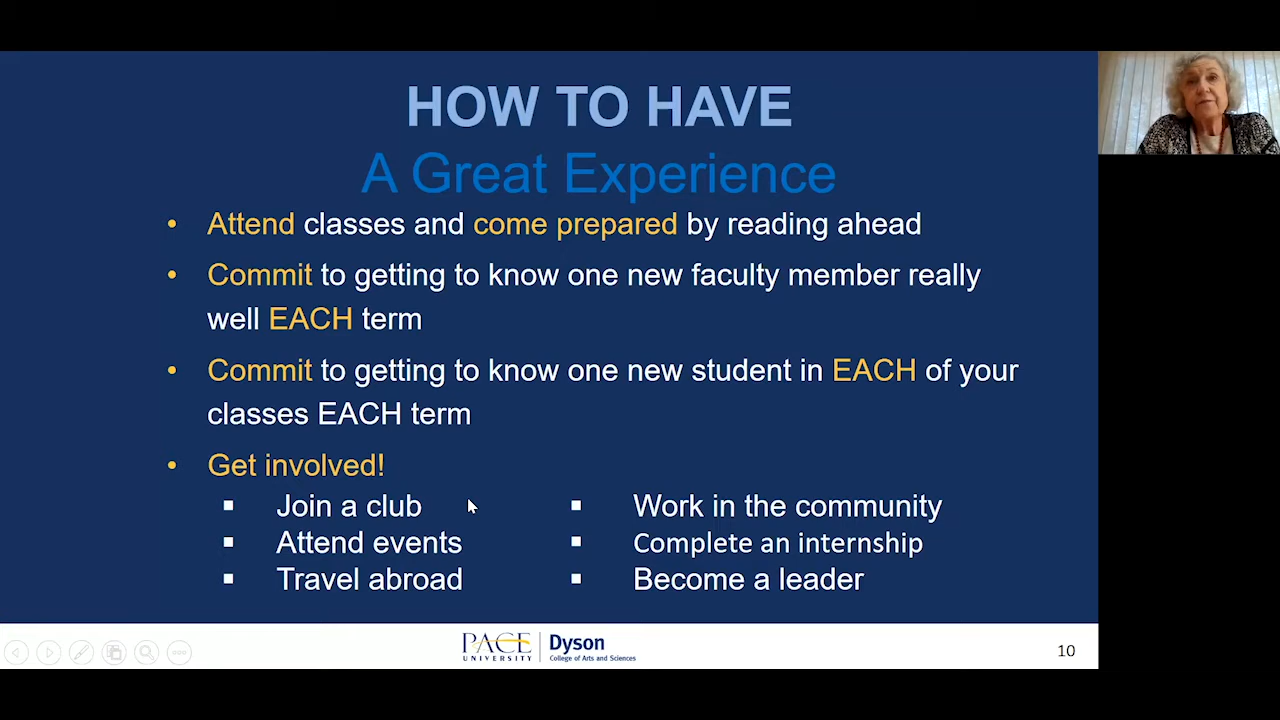 HOW TO HAVE
A Great Experience
• Attend classes and come prepared by reading ahead
• Commit to getting to know one new faculty member really
well EACH term
• Commit to getting to know one new student in EACH of your
classes EACH term
• Get involved!
▪ Join a club
▪ Attend events
▪ Travel abroad
▪ Work in the community
▪ Complete an internship
▪ Become a leader
PACE
UNIVERSITY
Dyson
College of Arts and Sciences
10